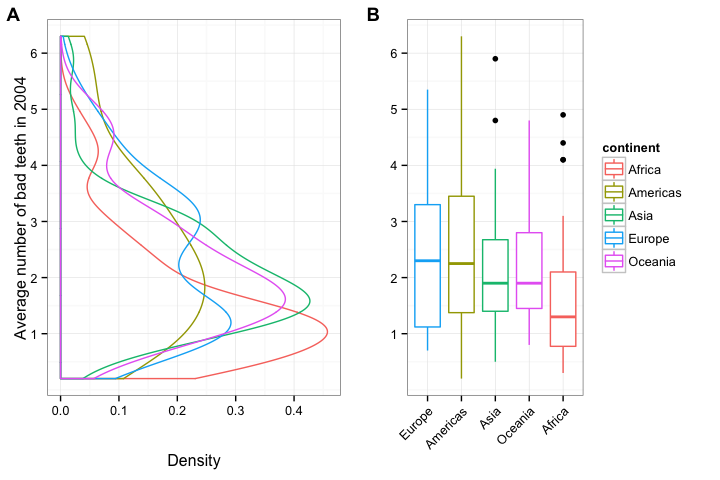 A
B
Average number of bad teeth in 2004
6
5
4
3
2
1
0.0 0.1 0.2 0.3 0.4
Density
6
5
4
3
2
1
Europe Americas Asia Oceania Africa
continent
Africa
Americas
Asia
Europe
Oceania